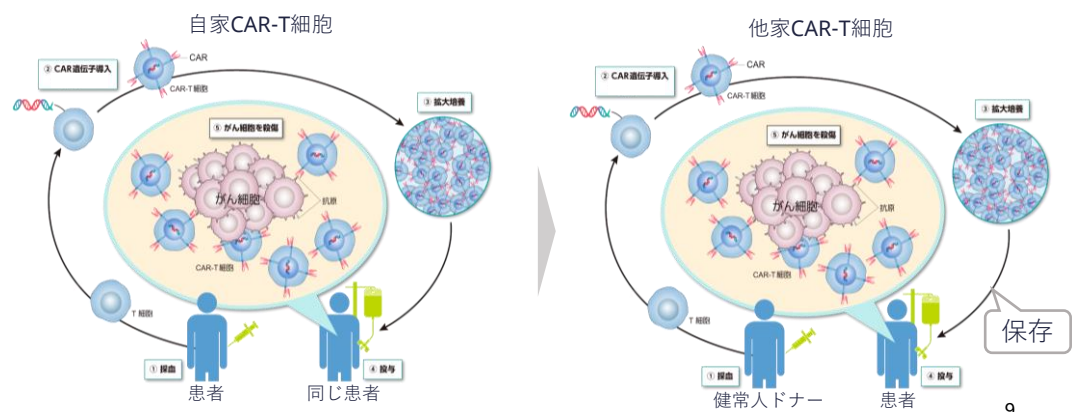 自家CAR-T細胞
② CAR遺伝子導入
CAR
CAR-T細胞
③ 拡大培養
⑤ がん細胞を殺傷
がん細胞
抗原
CAR-T細胞
T 細胞
① 採血
④ 投与
患者
同じ患者
他家CAR-T細胞
② CAR遺伝子導入
CAR
CAR-T細胞
③ 拡大培養
⑤ がん細胞を殺傷
がん細胞
抗原
CAR-T細胞
T 細胞
保存
① 採血
④ 投与
健常人ドナー
患者
9